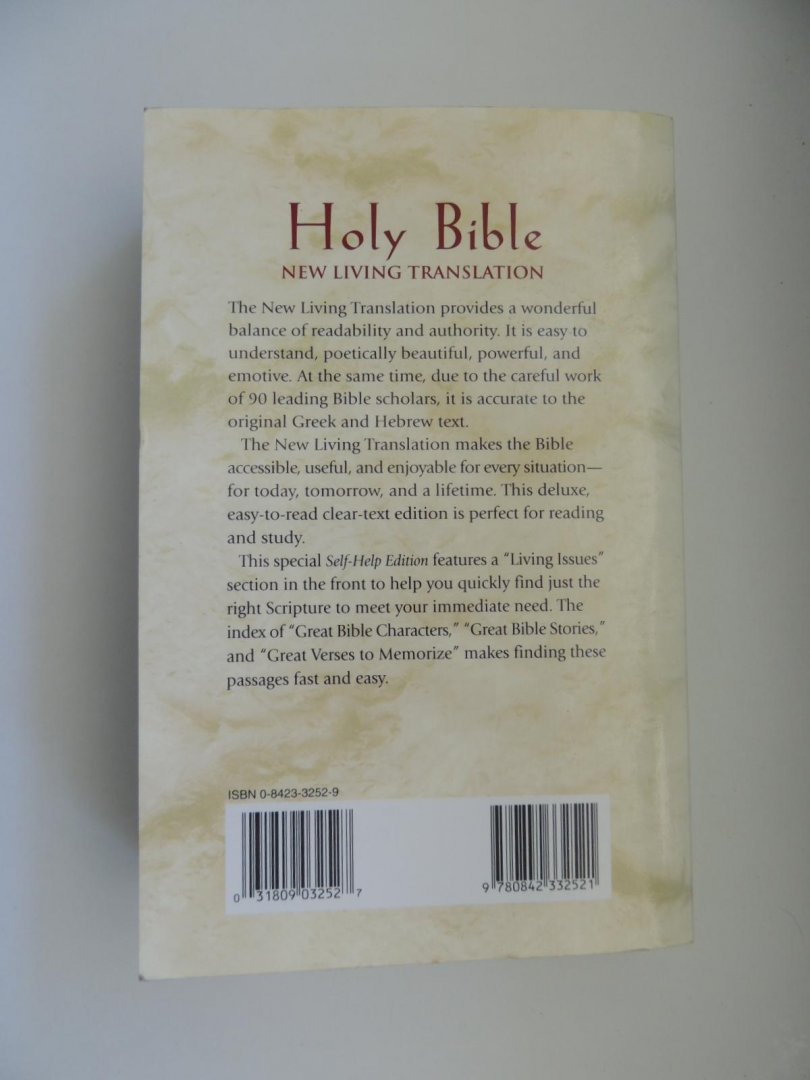 Holy Bible
NEW LIVING TRANSLATION
The New Living Translation provides a wonderful
balance of readability and authority. It is easy to
understand, poetically beautiful, powerful, and
emotive. At the same time, due to the careful work
of 90 leading Bible scholars, it is accurate to the
original Greek and Hebrew text.
The New Living Translation makes the Bible
accessible, useful, and enjoyable for every situation—
for today, tomorrow, and a lifetime. This deluxe,
easy-to-read clear-text edition is perfect for reading
and study.
This special Self-Help Edition features a “Living Issues”
section in the front to help you quickly find just the
right Scripture to meet your immediate need. The
index of “Great Bible Characters,” “Great Bible Stories,”
and “Great Verses to Memorize” makes finding these
passages fast and easy.
ISBN 0-8423-3252-9
0 31809 03252 7
9 780842 332521